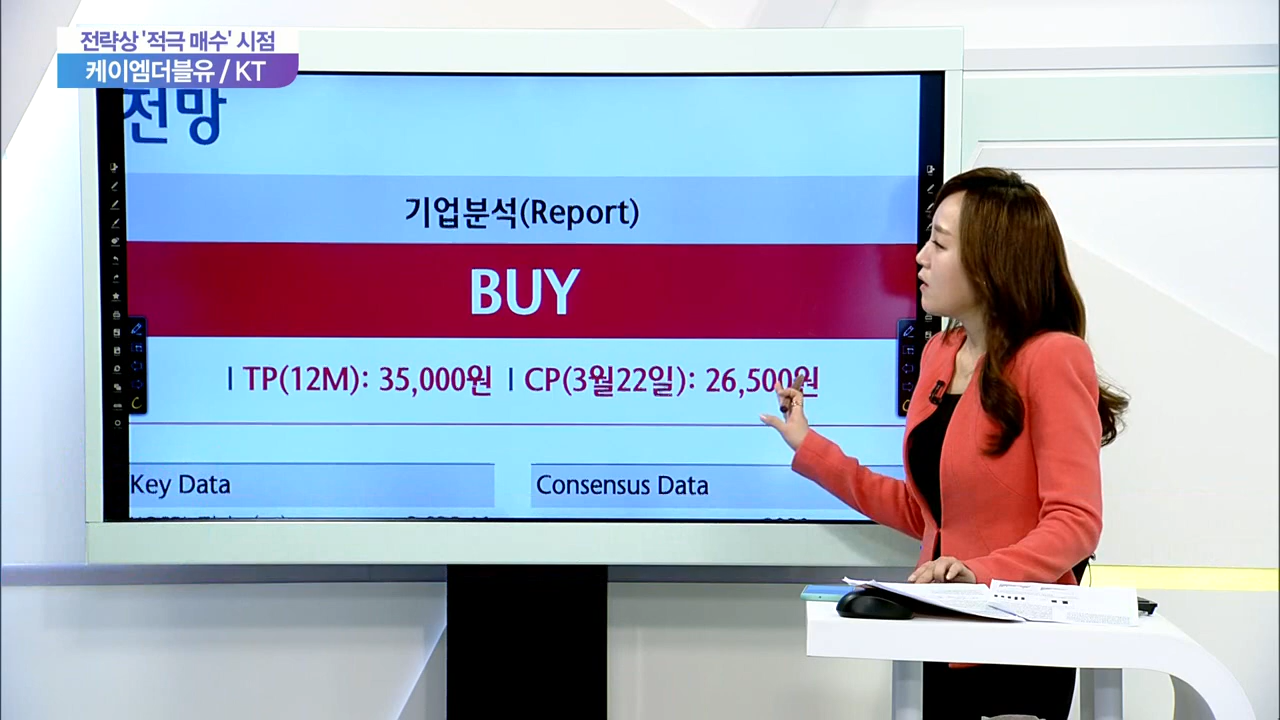 전략상 '적극 매수' 시점
케이엠더블유 / KT
전망
기업분석(Report)
BUY
| TP(12M): 35,000원 | CP(3월22일): 26,500원
Key Data
Consensus Data